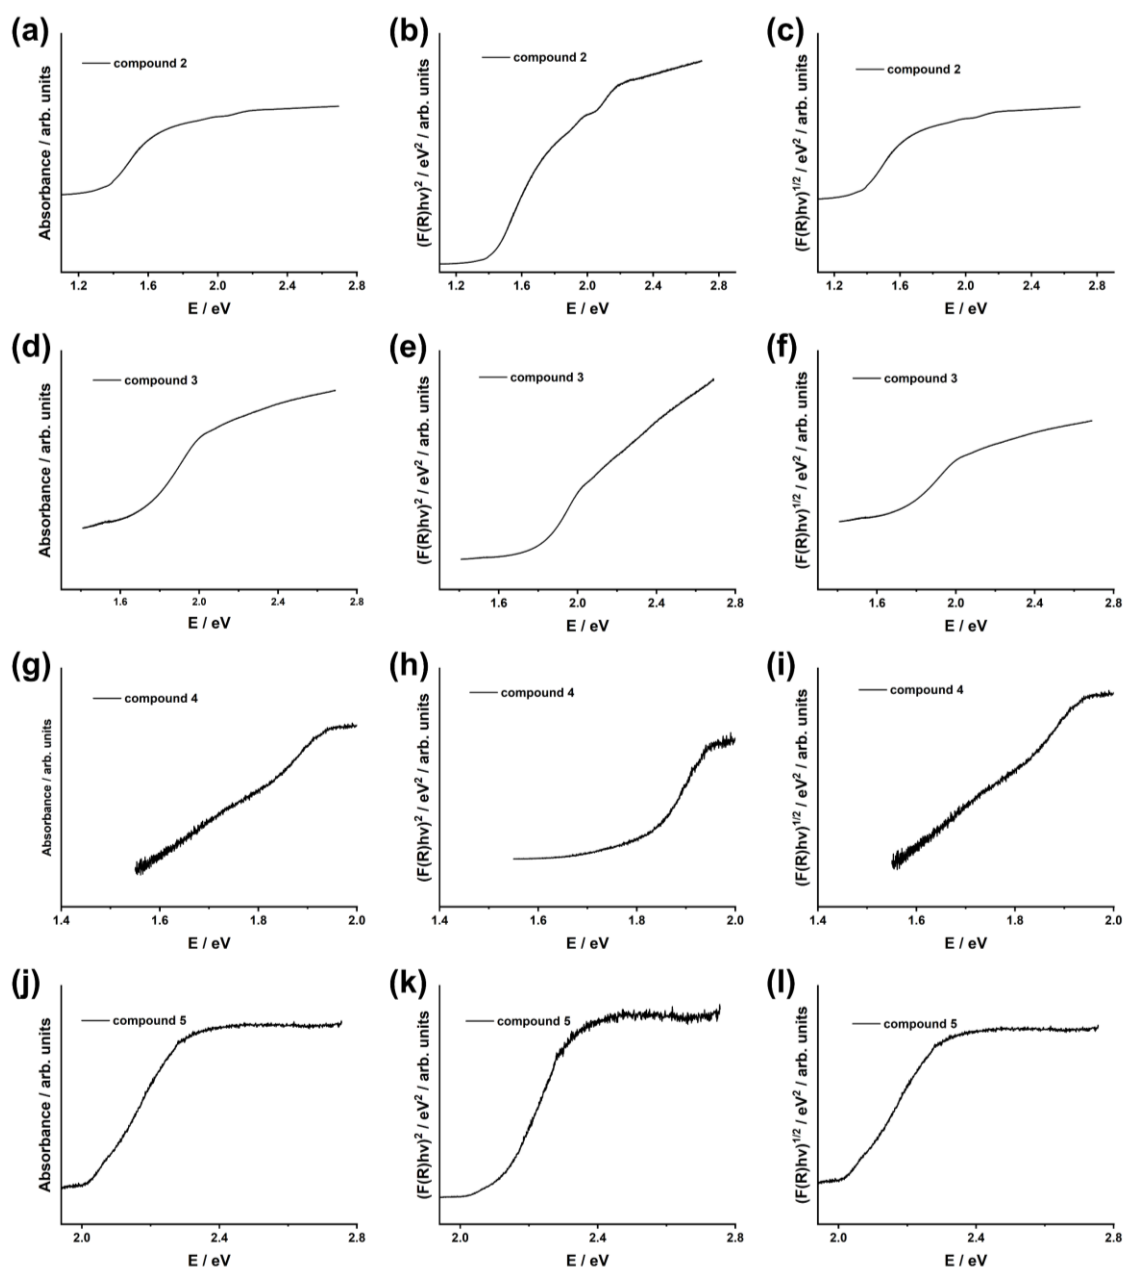 (a)
compound 2
Absorbance / arb. units
1.2 1.6 2.0 2.4 2.8
E / eV
(b)
compound 2
(F(R)hv)² / eV² / arb. units
1.2 1.6 2.0 2.4 2.8
E / eV
(c)
compound 2
(F(R)hv)^{1/2} / eV² / arb. units
1.2 1.6 2.0 2.4 2.8
E / eV
(d)
compound 3
Absorbance / arb. units
1.6 2.0 2.4 2.8
E / eV
(e)
compound 3
(F(R)hv)² / eV² / arb. units
1.6 2.0 2.4 2.8
E / eV
(f)
compound 3
(F(R)hv)^{1/2} / eV² / arb. units
1.6 2.0 2.4 2.8
E / eV
(g)
compound 4
Absorbance / arb. units
1.4 1.6 1.8 2.0
E / eV
(h)
compound 4
(F(R)hv)² / eV² / arb. units
1.4 1.6 1.8 2.0
E / eV
(i)
compound 4
(F(R)hv)^{1/2} / eV² / arb. units
1.4 1.6 1.8 2.0
E / eV
(j)
compound 5
Absorbance / arb. units
2.0 2.4 2.8
E / eV
(k)
compound 5
(F(R)hv)² / eV² / arb. units
2.0 2.4 2.8
E / eV
(l)
compound 5
(F(R)hv)^{1/2} / eV² / arb. units
2.0 2.4 2.8
E / eV